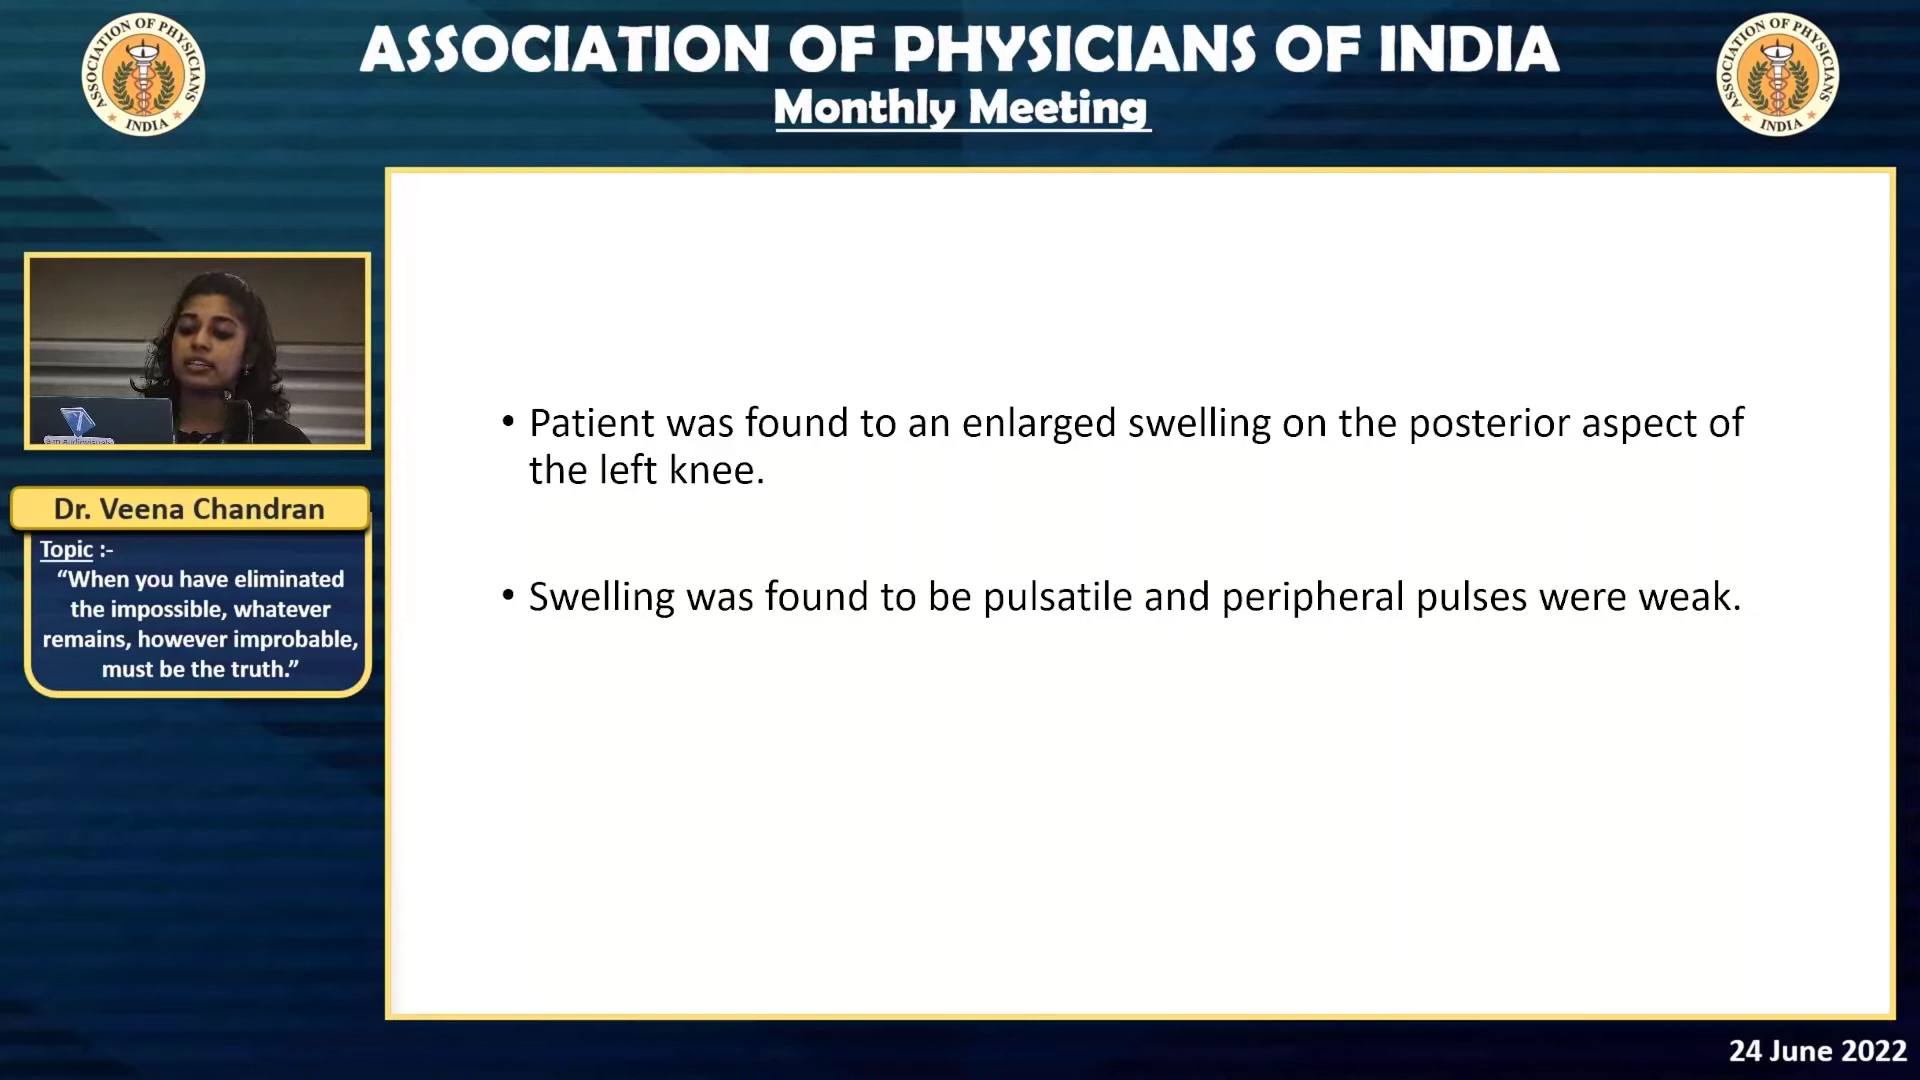 ASSOCIATION OF PHYSICIANS OF INDIA
Monthly Meeting
ASSOCIATION OF PHYSICIANS
INDIA
ASSOCIATION OF PHYSICIANS
INDIA
• Patient was found to an enlarged swelling on the posterior aspect of
the left knee.
• Swelling was found to be pulsatile and peripheral pulses were weak.
Dr. Veena Chandran
Topic :-
“When you have eliminated
the impossible, whatever
remains, however improbable,
must be the truth.”
24 June 2022